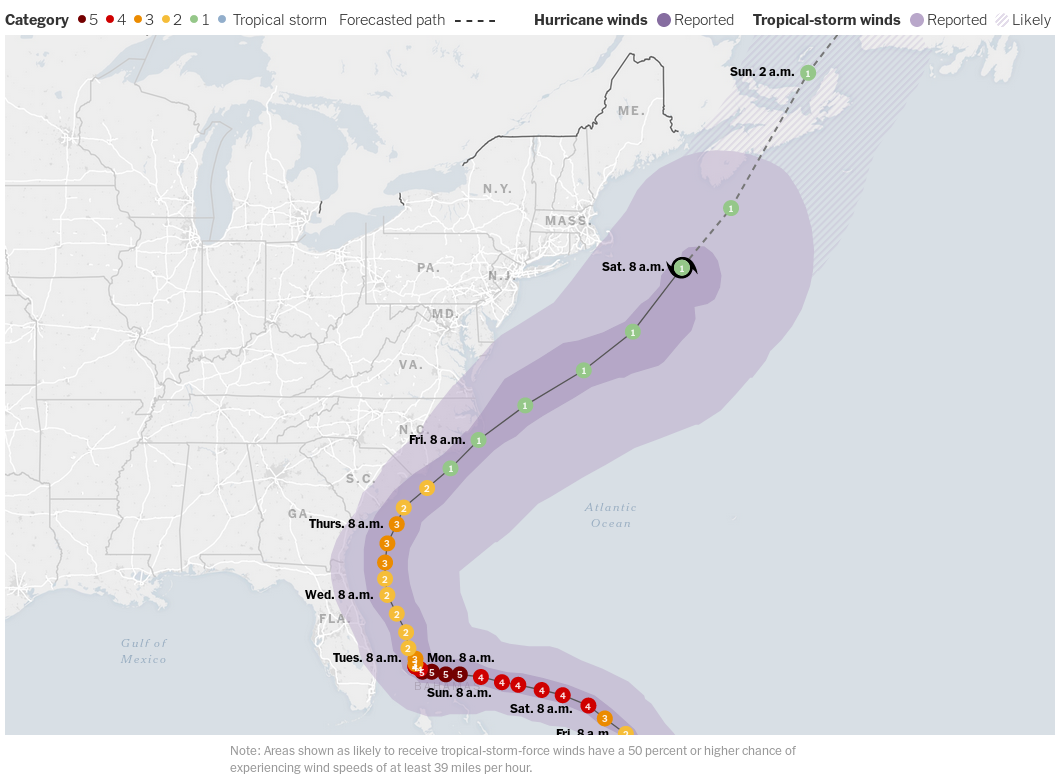 Category 5 4 3 2 1 Tropical storm Forecasted path Hurricane winds Reported Tropical-storm winds Reported Likely
Sun. 2 a.m. 1
ME.
N.Y.
1
MASS.
Sat. 8 a.m. 1
PA.
N.J.
MD.
1
VA.
1
1
N.C.
Fri. 8 a.m. 1
1
S.C.
2
2
GA.
Atlantic
Ocean
Thurs. 8 a.m. 3
3
3
2
Wed. 8 a.m. 2
2
FLA.
2
Gulf of
Mexico
2
Tues. 8 a.m. 3 Mon. 8 a.m.
5 5 5 5 4 4 4 4 4 4
Sun. 8 a.m.
Sat. 8 a.m.
3
Fri. 8 a.m. 2
Note: Areas shown as likely to receive tropical-storm-force winds have a 50 percent or higher chance of
experiencing wind speeds of at least 39 miles per hour.